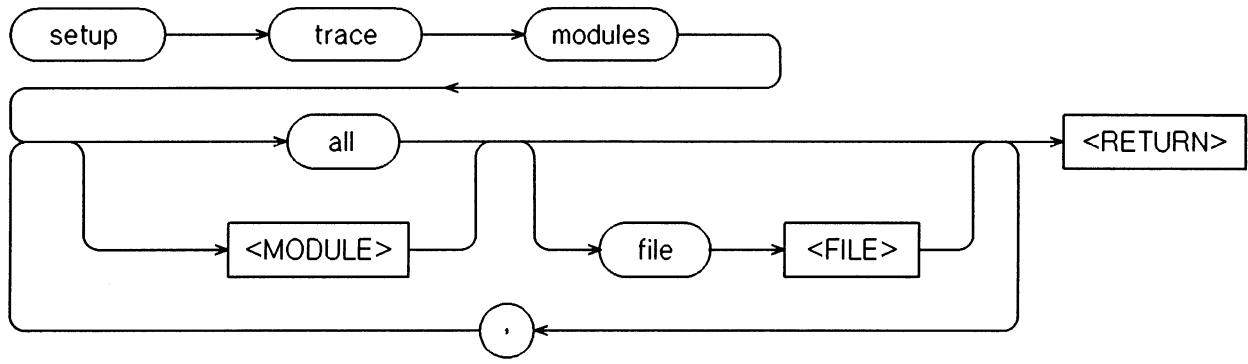 setup trace modules
all <RETURN>
<MODULE> file <FILE>
,